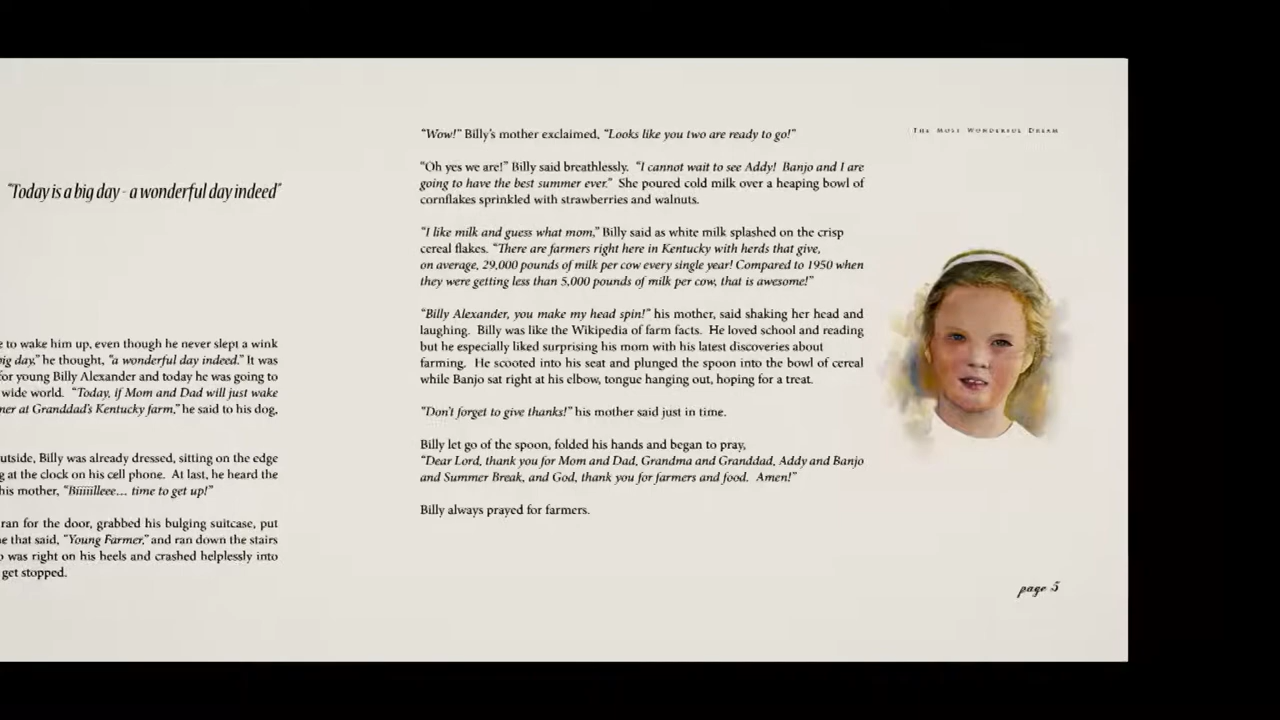 "Today is a big day - a wonderful day indeed"
e to wake him up, even though he never slept a wink
big day," he thought, "a wonderful day indeed." It was
for young Billy Alexander and today he was going to
wide world. "Today, if Mom and Dad will just wake
ner at Granddad's Kentucky farm," he said to his dog,
utside, Billy was already dressed, sitting on the edge
g at the clock on his cell phone. At last, he heard the
his mother, "Biiiiilleee… time to get up!"
ran for the door, grabbed his bulging suitcase, put
e that said, "Young Farmer," and ran down the stairs
o was right on his heels and crashed helplessly into
get stopped.
"Wow!" Billy's mother exclaimed, "Looks like you two are ready to go!"
"Oh yes we are!" Billy said breathlessly. "I cannot wait to see Addy! Banjo and I are
going to have the best summer ever." She poured cold milk over a heaping bowl of
cornflakes sprinkled with strawberries and walnuts.
"I like milk and guess what mom," Billy said as white milk splashed on the crisp
cereal flakes. "There are farmers right here in Kentucky with herds that give,
on average, 29,000 pounds of milk per cow every single year! Compared to 1950 when
they were getting less than 5,000 pounds of milk per cow, that is awesome!"
"Billy Alexander, you make my head spin!" his mother, said shaking her head and
laughing. Billy was like the Wikipedia of farm facts. He loved school and reading
but he especially liked surprising his mom with his latest discoveries about
farming. He scooted into his seat and plunged the spoon into the bowl of cereal
while Banjo sat right at his elbow, tongue hanging out, hoping for a treat.
"Don't forget to give thanks!" his mother said just in time.
Billy let go of the spoon, folded his hands and began to pray,
"Dear Lord, thank you for Mom and Dad, Grandma and Granddad, Addy and Banjo
and Summer Break, and God, thank you for farmers and food. Amen!"
Billy always prayed for farmers.
The Most Wonderful Dream
page 5